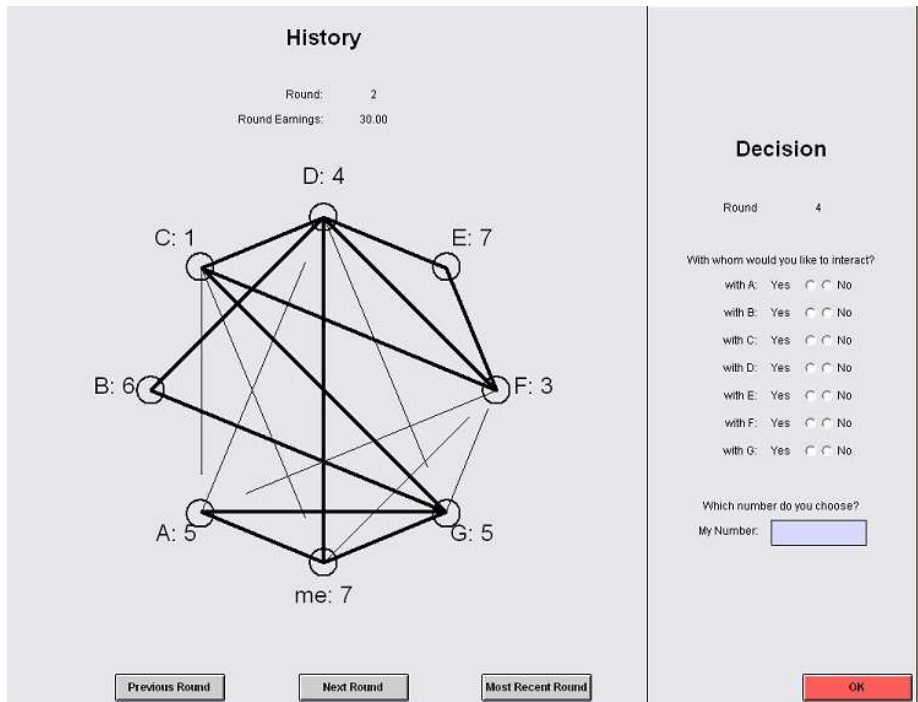 History
Round: 2
Round Earnings: 30.00
D: 4
C: 1
E: 7
B: 6
F: 3
A: 5
G: 5
me: 7
Previous Round
Next Round
Most Recent Round
Decision
Round 4
With whom would you like to interact?
with A: Yes No
with B: Yes No
with C: Yes No
with D: Yes No
with E: Yes No
with F: Yes No
with G: Yes No
Which number do you choose?
My Number:
OK